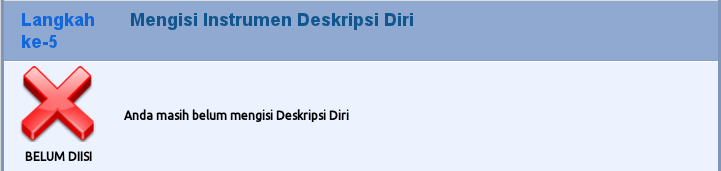 Langkah ke-5
Mengisi Instrumen Deskripsi Diri
Anda masih belum mengisi Deskripsi Diri
BELUM DIISI